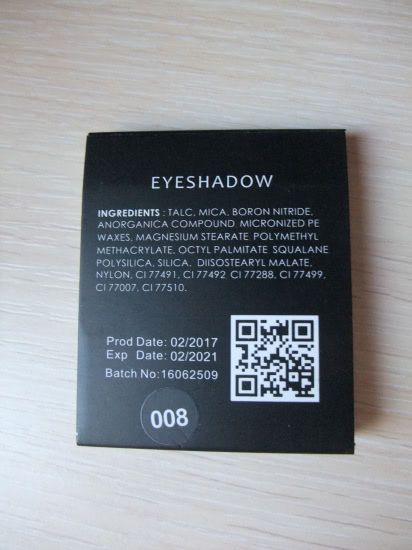 EYESHADOW
INGREDIENTS : TALC, MICA, BORON NITRIDE,
ANORGANICA COMPOUND, MICRONIZED PE
WAXES, MAGNESIUM STEARATE, POLYMETHYL
METHACRYLATE, OCTYL PALMITATE, SQUALANE
POLYSILICA, SILICA, DIISOSTEARYL MALATE,
NYLON, CI 77491, CI 77492 CI 77288, CI 77499,
CI 77007, CI 77510.
Prod Date: 02/2017
Exp Date: 02/2021
Batch No:16062509
008